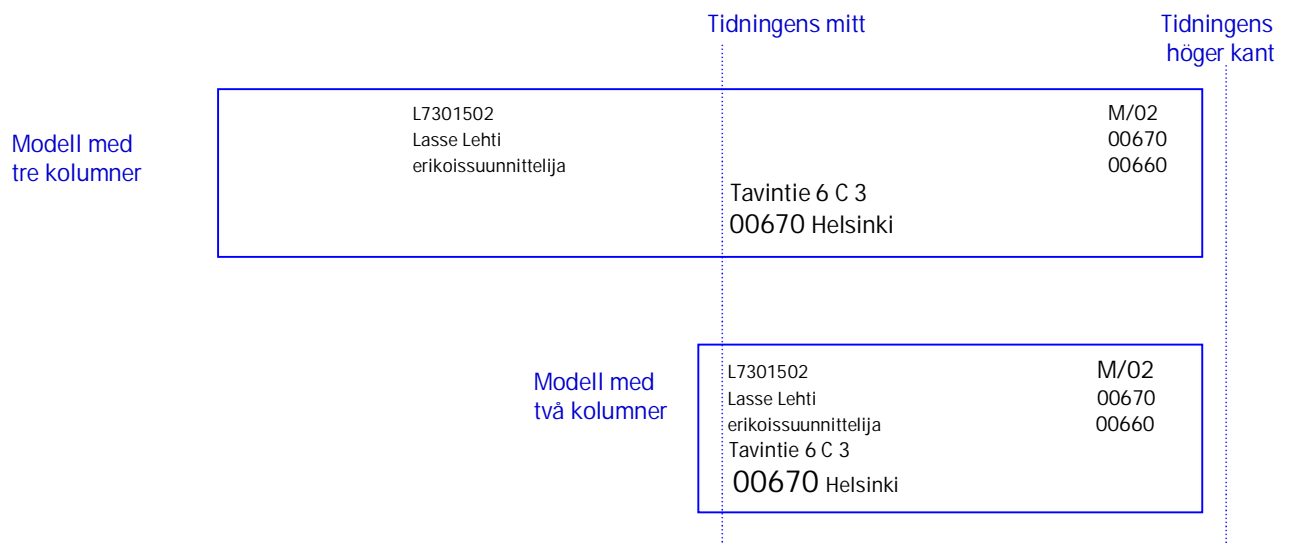 Tidningens mitt
Tidningens
höger kant
Modell med
tre kolumner
L7301502 M/02
Lasse Lehti 00670
erikoissuunnittelija 00660
Tavintie 6 C 3
00670 Helsinki
Modell med
två kolumner
L7301502 M/02
Lasse Lehti 00670
erikoissuunnittelija 00660
Tavintie 6 C 3
00670 Helsinki